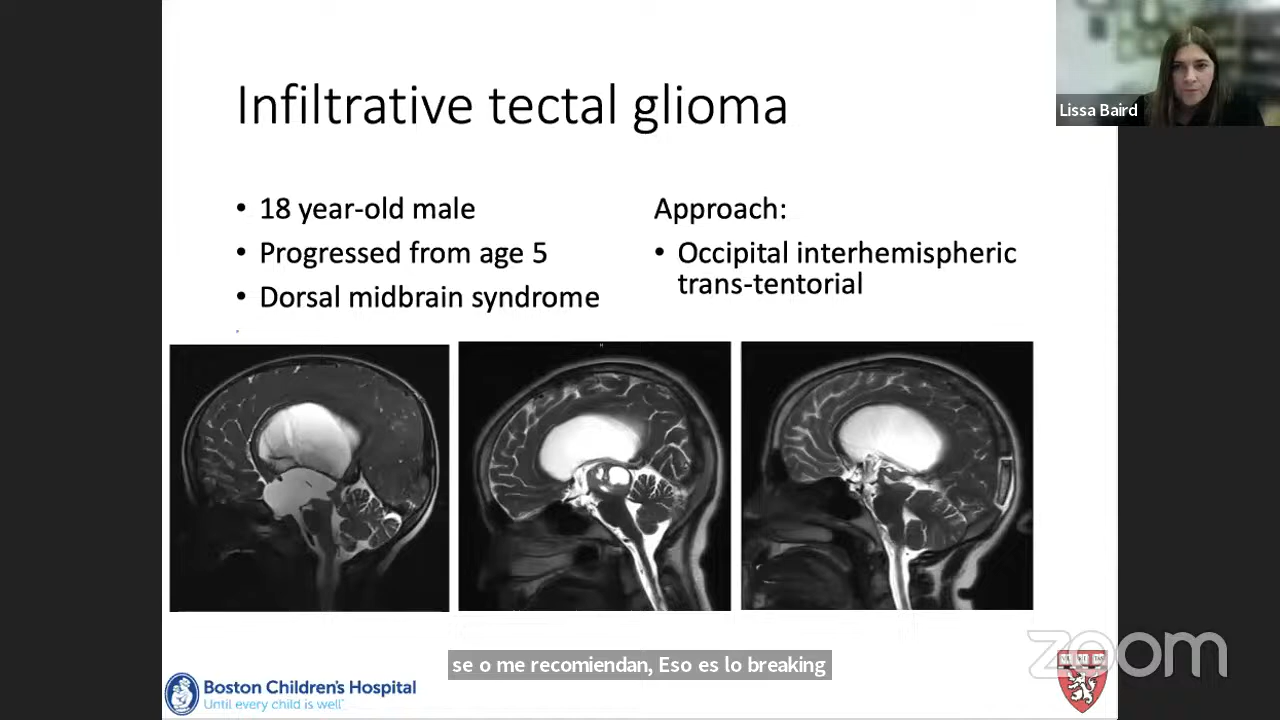 Infiltrative tectal glioma
Lissa Baird
• 18 year-old male
• Progressed from age 5
• Dorsal midbrain syndrome
Approach:
• Occipital interhemispheric
trans-tentorial
se o me recomiendan, Eso es lo breaking
Boston Children's Hospital
Until every child is well
zoom